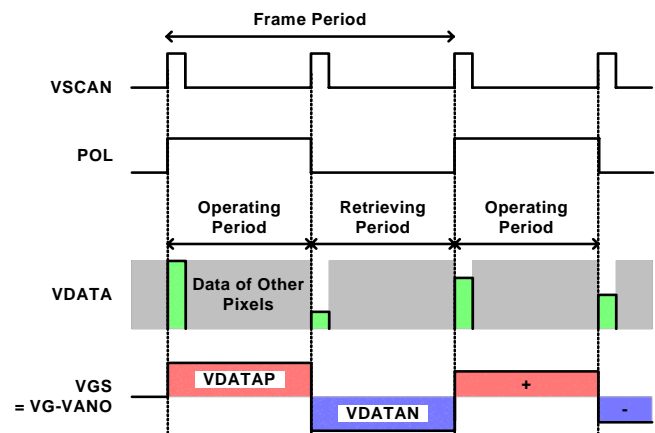 Frame Period
VSCAN
POL
Operating
Period
Retrieving
Period
Operating
Period
VDATA
Data of Other
Pixels
VGS
= VG-VANO
VDATAP
+
VDATAN
-